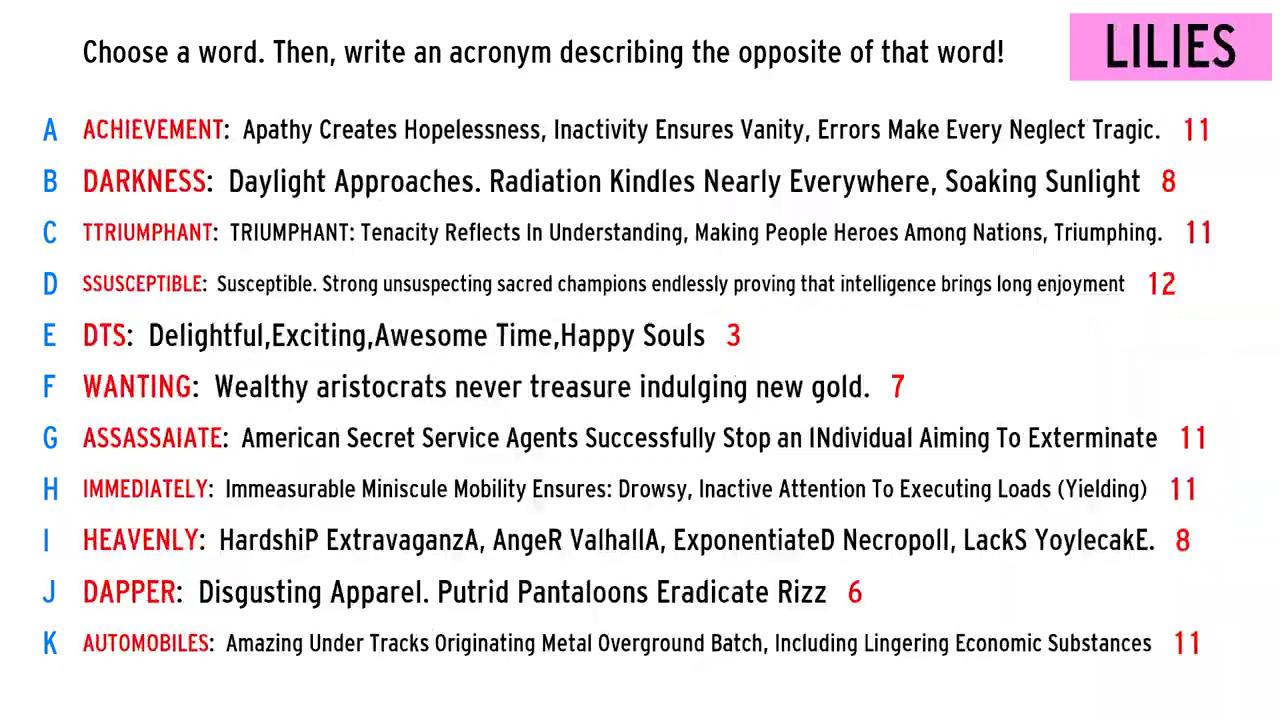 Choose a word. Then, write an acronym describing the opposite of that word!
LILIES
A ACHIEVEMENT: Apathy Creates Hopelessness, Inactivity Ensures Vanity, Errors Make Every Neglect Tragic. 11
B DARKNESS: Daylight Approaches. Radiation Kindles Nearly Everywhere, Soaking Sunlight 8
C TTRIUMPHANT: TRIUMPHANT: Tenacity Reflects In Understanding, Making People Heroes Among Nations, Triumphing. 11
D SSUSCEPTIBLE: Susceptible. Strong unsuspecting sacred champions endlessly proving that intelligence brings long enjoyment 12
E DTS: Delightful,Exciting,Awesome Time,Happy Souls 3
F WANTING: Wealthy aristocrats never treasure indulging new gold. 7
G ASSASSAIATE: American Secret Service Agents Successfully Stop an INdividual Aiming To Exterminate 11
H IMMEDIATELY: Immeasurable Miniscule Mobility Ensures: Drowsy, Inactive Attention To Executing Loads (Yielding) 11
I HEAVENLY: HardshiP ExtravaganzA, AngeR ValhallA, ExponentiateD NecropolI, LackS YoylecakE. 8
J DAPPER: Disgusting Apparel. Putrid Pantaloons Eradicate Rizz 6
K AUTOMOBILES: Amazing Under Tracks Originating Metal Overground Batch, Including Lingering Economic Substances 11